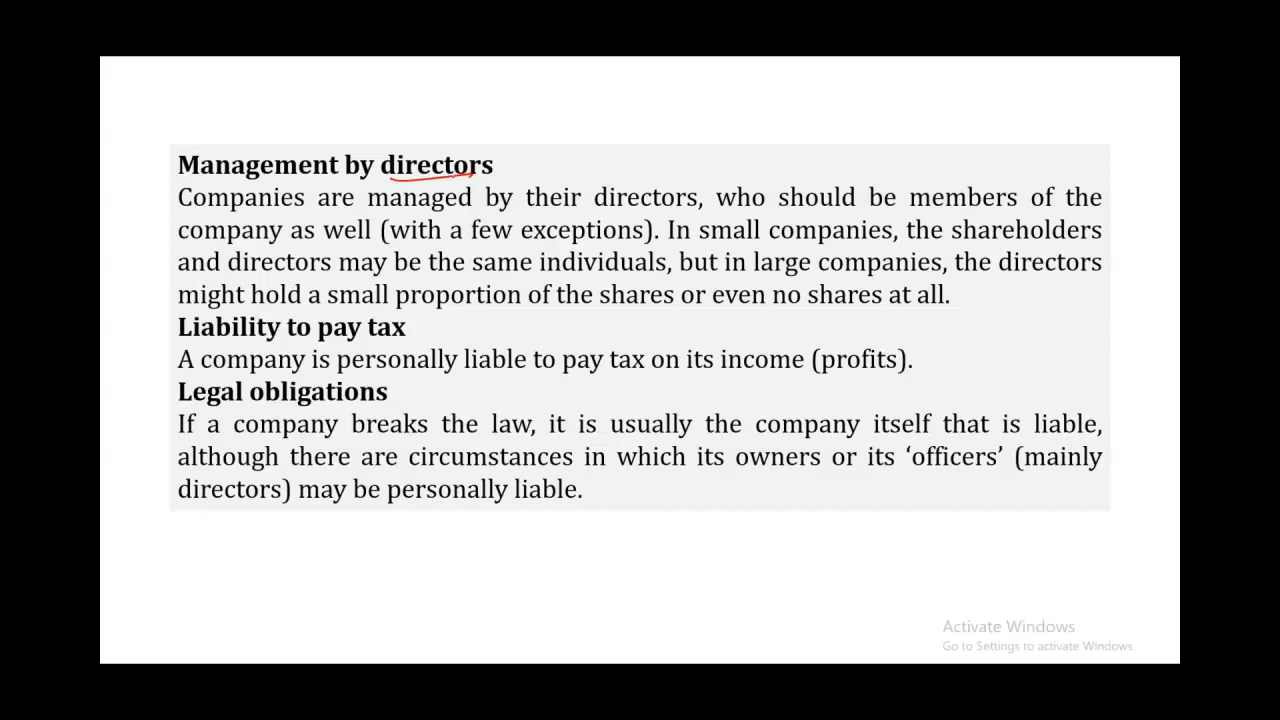 Management by directors
Companies are managed by their directors, who should be members of the
company as well (with a few exceptions). In small companies, the shareholders
and directors may be the same individuals, but in large companies, the directors
might hold a small proportion of the shares or even no shares at all.
Liability to pay tax
A company is personally liable to pay tax on its income (profits).
Legal obligations
If a company breaks the law, it is usually the company itself that is liable,
although there are circumstances in which its owners or its ‘officers’ (mainly
directors) may be personally liable.
Activate Windows
Go to Settings to activate Windows.